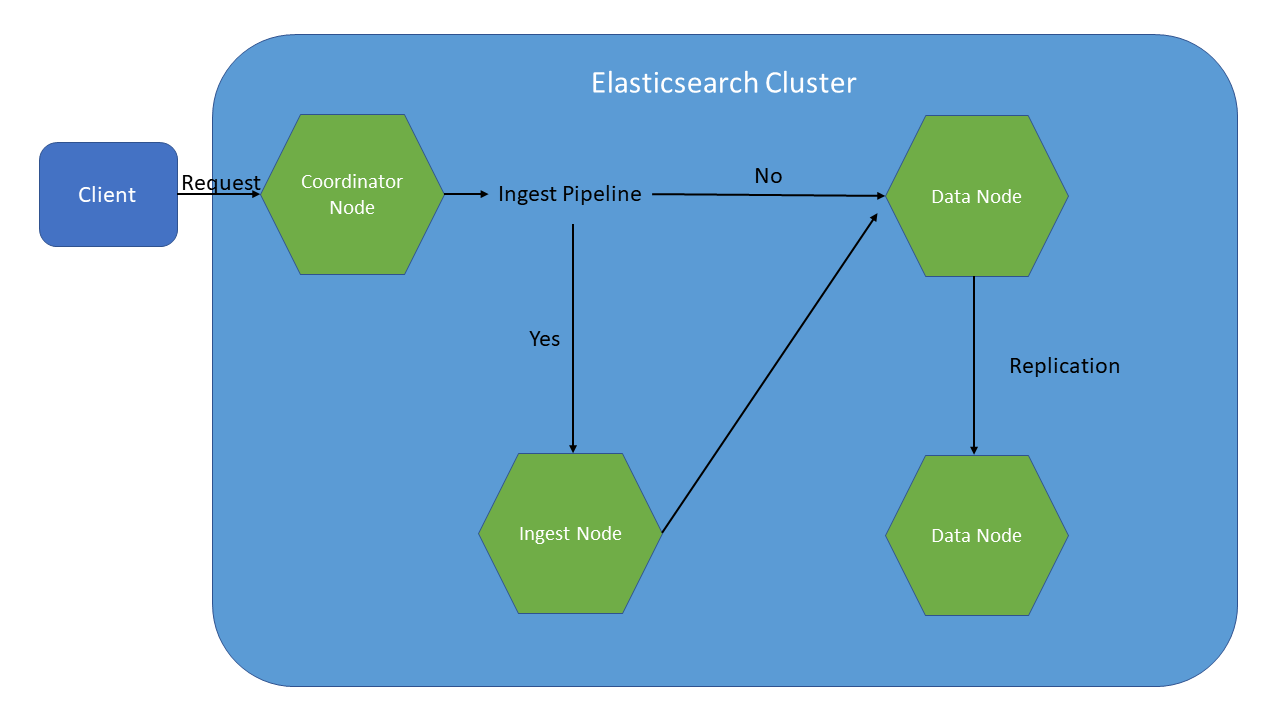 Elasticsearch Cluster
Client
Request
Coordinator
Node
Ingest Pipeline
No
Data Node
Yes
Replication
Ingest Node
Data Node